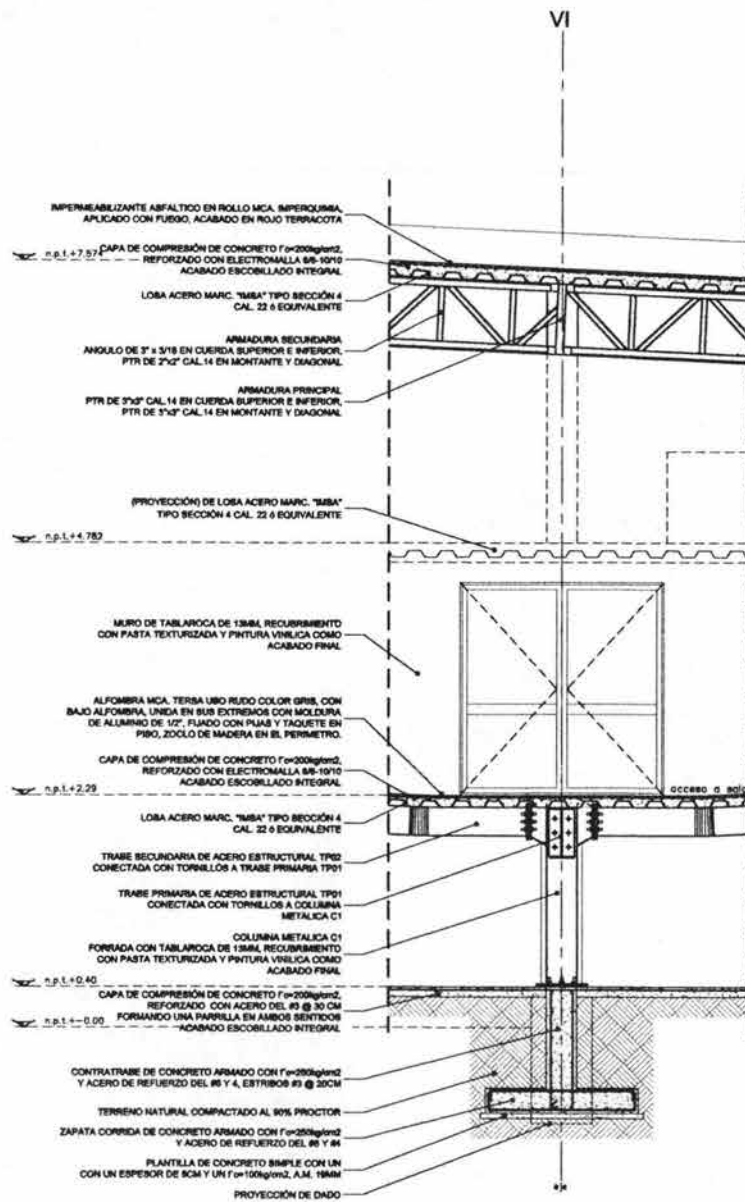 VI
IMPERMEABILIZANTE ASFALTICO EN ROLLO MCA. IMPERQUIMIA,
APLICADO CON FUEGO, ACABADO EN ROJO TERRACOTA
n.p.t.+7.574
CAPA DE COMPRESIÓN DE CONCRETO f'c=200kg/cm2,
REFORZADO CON ELECTROMALLA 6/6-10/10
ACABADO ESCOBILLADO INTEGRAL
LOSA ACERO MARC. "IMSA" TIPO SECCIÓN 4
CAL. 22 ó EQUIVALENTE
ARMADURA SECUNDARIA
ANGULO DE 3" x 3/16 EN CUERDA SUPERIOR E INFERIOR,
PTR DE 2"x2" CAL.14 EN MONTANTE Y DIAGONAL
ARMADURA PRINCIPAL
PTR DE 3"x3" CAL.14 EN CUERDA SUPERIOR E INFERIOR,
PTR DE 3"x3" CAL.14 EN MONTANTE Y DIAGONAL
(PROYECCIÓN) DE LOSA ACERO MARC. "IMSA"
TIPO SECCIÓN 4 CAL. 22 ó EQUIVALENTE
n.p.t.+4.782
MURO DE TABLAROCA DE 13MM, RECUBRIMIENTO
CON PASTA TEXTURIZADA Y PINTURA VINILICA COMO
ACABADO FINAL
ALFOMBRA MCA. TERSA USO RUDO COLOR GRIS, CON
BAJO ALFOMBRA, UNIDA EN SUS EXTREMOS CON MOLDURA
DE ALUMINIO DE 1/2", FIJADO CON PIJAS Y TAQUETE EN
PISO, ZOCLO DE MADERA EN EL PERIMETRO.
CAPA DE COMPRESIÓN DE CONCRETO f'c=200kg/cm2,
REFORZADO CON ELECTROMALLA 6/6-10/10
ACABADO ESCOBILLADO INTEGRAL
n.p.t.+2.29
acceso a sala
LOSA ACERO MARC. "IMSA" TIPO SECCIÓN 4
CAL. 22 ó EQUIVALENTE
TRABE SECUNDARIA DE ACERO ESTRUCTURAL TP02
CONECTADA CON TORNILLOS A TRABE PRIMARIA TP01
TRABE PRIMARIA DE ACERO ESTRUCTURAL TP01
CONECTADA CON TORNILLOS A COLUMNA
METALICA C1
COLUMNA METALICA C1
FORRADA CON TABLAROCA DE 13MM, RECUBRIMIENTO
CON PASTA TEXTURIZADA Y PINTURA VINILICA COMO
ACABADO FINAL
n.p.t.+0.40
CAPA DE COMPRESIÓN DE CONCRETO f'c=200kg/cm2,
REFORZADO CON ACERO DEL #3 @ 30 CM
FORMANDO UNA PARRILLA EN AMBOS SENTIDOS
ACABADO ESCOBILLADO INTEGRAL
n.p.t.+-0.00
CONTRATRABE DE CONCRETO ARMADO CON f'c=250kg/cm2
Y ACERO DE REFUERZO DEL #6 Y 4, ESTRIBOS #3 @ 20CM
TERRENO NATURAL COMPACTADO AL 90% PROCTOR
ZAPATA CORRIDA DE CONCRETO ARMADO CON f'c=250kg/cm2
Y ACERO DE REFUERZO DEL #6 Y #4
PLANTILLA DE CONCRETO SIMPLE CON UN
CON UN ESPESOR DE 5CM Y UN f'c=100kg/cm2, A.M. 19MM
PROYECCIÓN DE DADO
eje